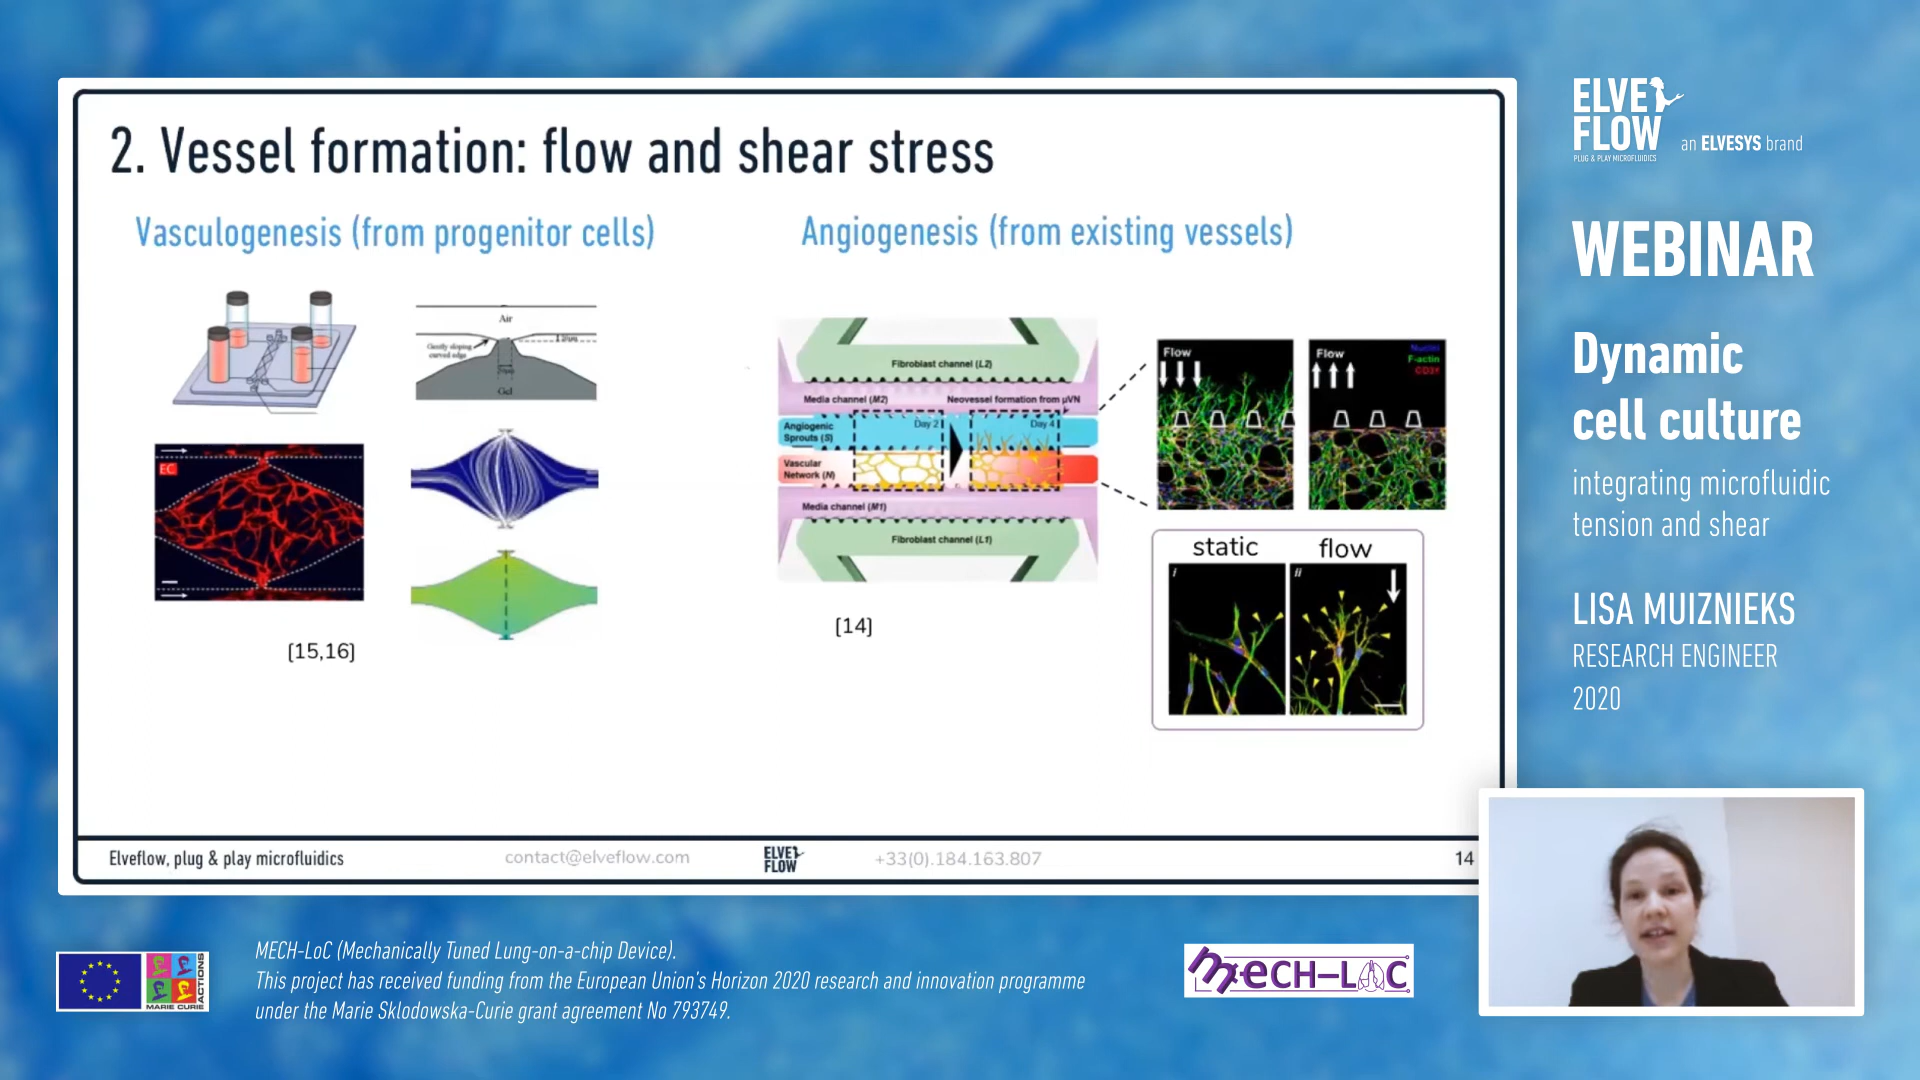 2. Vessel formation: flow and shear stress
Vasculogenesis (from progenitor cells)
Air
Gently sloping
curved edge
Gel
EC
[15,16]
Angiogenesis (from existing vessels)
Fibroblast channel (L2)
Media channel (M2)
Neovessel formation from μVN
Angiogenic
Sprouts (S)
Day 2
Day 4
Vascular
Network (N)
Media channel (M1)
Fibroblast channel (L1)
[14]
Flow
Flow
Nuclei
F-actin
CD31
static
flow
i
ii
Elveflow, plug & play microfluidics
contact@elveflow.com
ELVE
FLOW
+33(0).184.163.807
14
ELVE
FLOW
PLUG & PLAY MICROFLUIDICS
an ELVESYS brand
WEBINAR
Dynamic
cell culture
integrating microfluidic
tension and shear
LISA MUIZNIEKS
RESEARCH ENGINEER
2020
MARIE CURIE
ACTIONS
MECH-LoC (Mechanically Tuned Lung-on-a-chip Device).
This project has received funding from the European Union's Horizon 2020 research and innovation programme
under the Marie Sklodowska-Curie grant agreement No 793749.
MECH-LOC